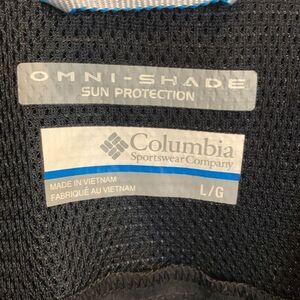 OMNI-SHADE
SUN PROTECTION
Columbia
Sportswear Company
MADE IN VIETNAM
FABRIQUÉ AU VIETNAM
L/G